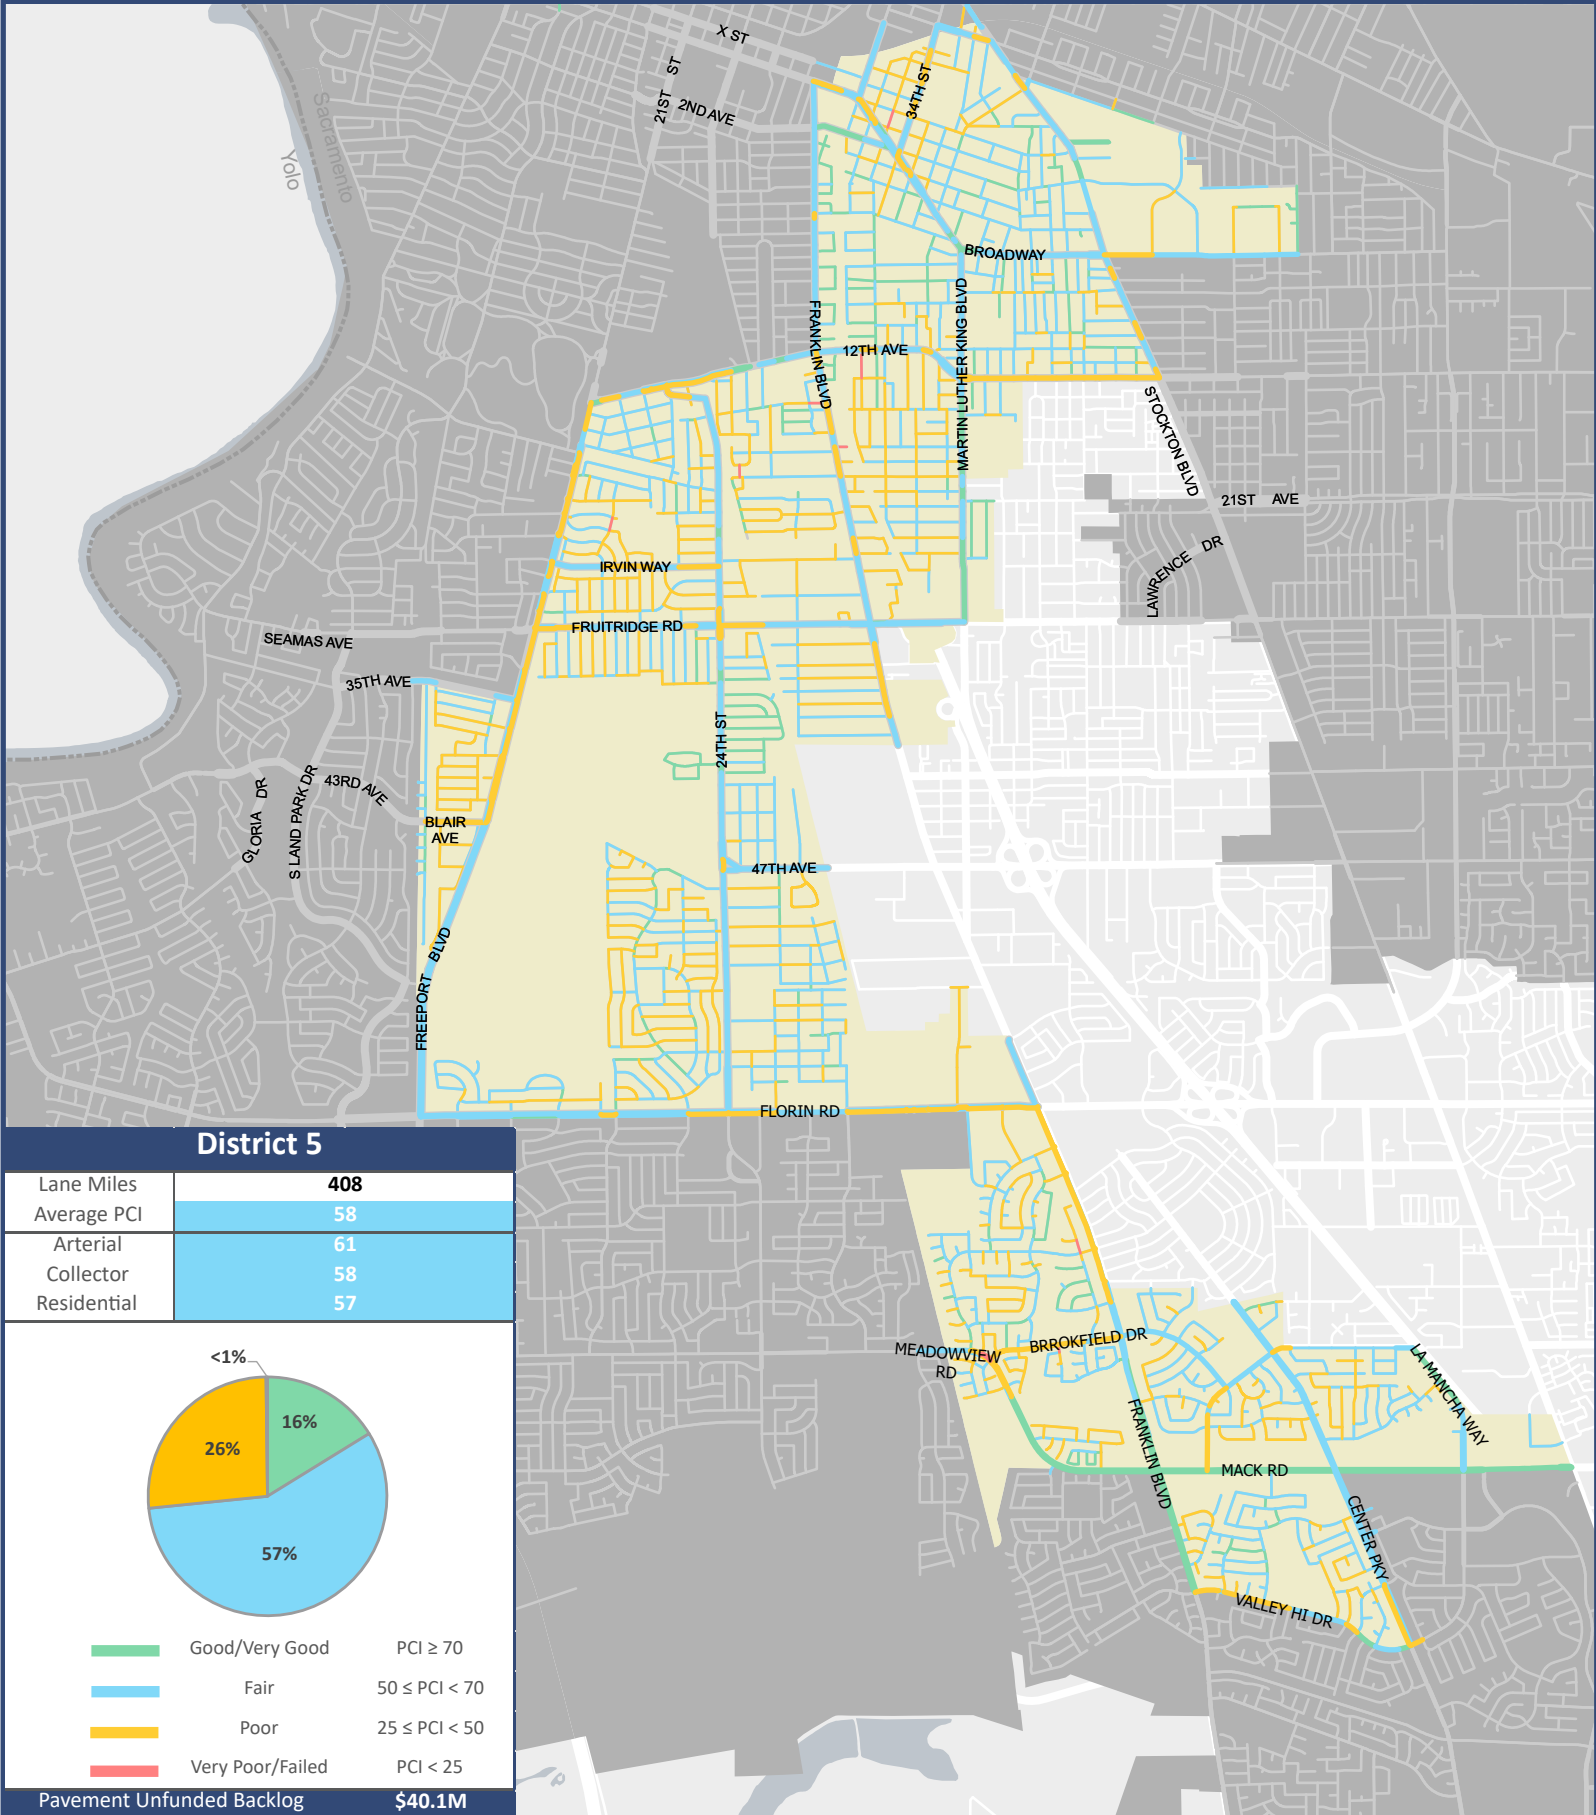 X ST
21ST ST
2ND AVE
34TH ST
Sacramento
Yolo
BROADWAY
FRANKLIN BLVD
MARTIN LUTHER KING BLVD
12TH AVE
STOCKTON BLVD
21ST AVE
LAWRENCE DR
IRVIN WAY
FRUITRIDGE RD
SEAMAS AVE
35TH AVE
24TH ST
43RD AVE
GLORIA DR
S LAND PARK DR
BLAIR
AVE
47TH AVE
FREEPORT BLVD
FLORIN RD
MEADOWVIEW
RD
BRROKFIELD DR
LA MANCHA WAY
FRANKLIN BLVD
MACK RD
CENTER PKY
VALLEY HI DR
District 5
Lane Miles 408
Average PCI 58
Arterial 61
Collector 58
Residential 57
<1%
16%
26%
57%
Good/Very Good PCI ≥ 70
Fair 50 ≤ PCI < 70
Poor 25 ≤ PCI < 50
Very Poor/Failed PCI < 25
Pavement Unfunded Backlog $40.1M